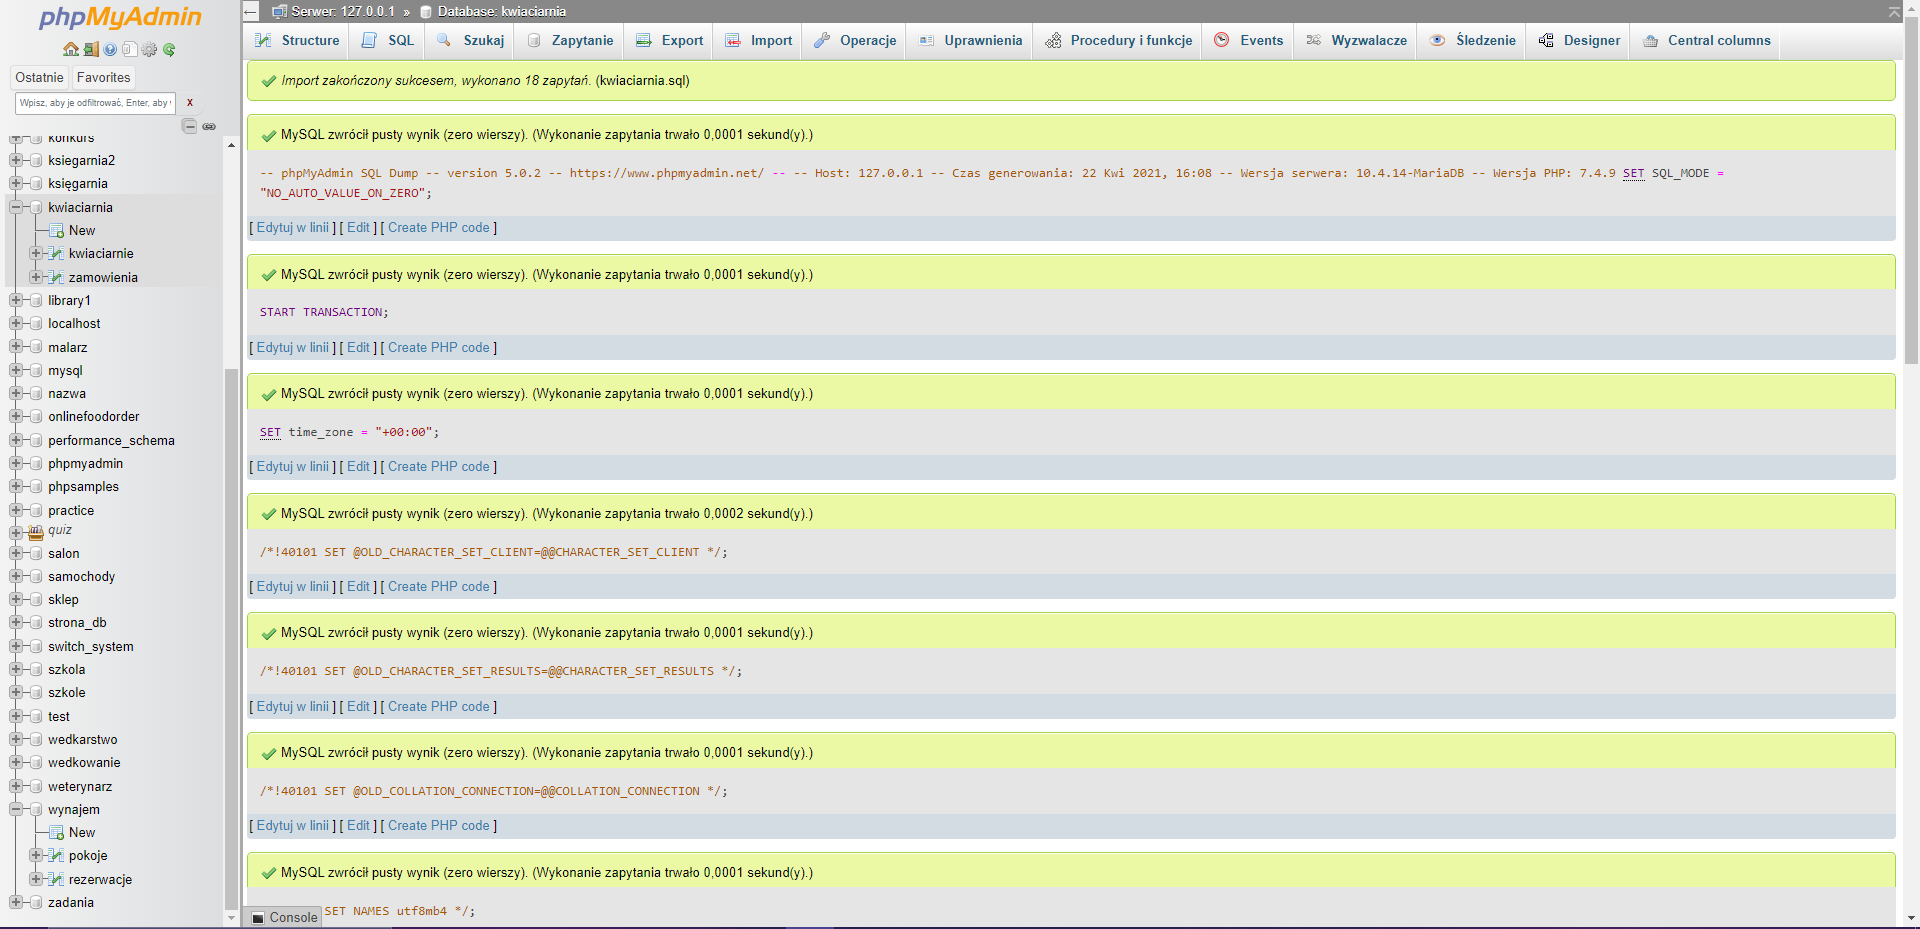 phpMyAdmin
Ostatnie Favorites
Wpisz, aby je odfiltrować, Enter, aby X
konkurs
ksiegarnia2
księgarnia
kwiaciarnia
New
kwiaciarnie
zamowienia
library1
localhost
malarz
mysql
nazwa
onlinefoodorder
performance_schema
phpmyadmin
phpsamples
practice
quiz
salon
samochody
sklep
strona_db
switch_system
szkola
szkole
test
wedkarstwo
wedkowanie
weterynarz
wynajem
New
pokoje
rezerwacje
zadania
Serwer: 127.0.0.1 » Database: kwiaciarnia
Structure SQL Szukaj Zapytanie Export Import Operacje Uprawnienia Procedury i funkcje Events Wyzwalacze Śledzenie Designer Central columns
Import zakończony sukcesem, wykonano 18 zapytań. (kwiaciarnia.sql)
MySQL zwrócił pusty wynik (zero wierszy). (Wykonanie zapytania trwało 0,0001 sekund(y).)
-- phpMyAdmin SQL Dump -- version 5.0.2 -- https://www.phpmyadmin.net/ -- -- Host: 127.0.0.1 -- Czas generowania: 22 Kwi 2021, 16:08 -- Wersja serwera: 10.4.14-MariaDB -- Wersja PHP: 7.4.9 SET SQL_MODE =
"NO_AUTO_VALUE_ON_ZERO";
[ Edytuj w linii ] [ Edit ] [ Create PHP code ]
MySQL zwrócił pusty wynik (zero wierszy). (Wykonanie zapytania trwało 0,0001 sekund(y).)
START TRANSACTION;
[ Edytuj w linii ] [ Edit ] [ Create PHP code ]
MySQL zwrócił pusty wynik (zero wierszy). (Wykonanie zapytania trwało 0,0001 sekund(y).)
SET time_zone = "+00:00";
[ Edytuj w linii ] [ Edit ] [ Create PHP code ]
MySQL zwrócił pusty wynik (zero wierszy). (Wykonanie zapytania trwało 0,0002 sekund(y).)
/*!40101 SET @OLD_CHARACTER_SET_CLIENT=@@CHARACTER_SET_CLIENT */;
[ Edytuj w linii ] [ Edit ] [ Create PHP code ]
MySQL zwrócił pusty wynik (zero wierszy). (Wykonanie zapytania trwało 0,0001 sekund(y).)
/*!40101 SET @OLD_CHARACTER_SET_RESULTS=@@CHARACTER_SET_RESULTS */;
[ Edytuj w linii ] [ Edit ] [ Create PHP code ]
MySQL zwrócił pusty wynik (zero wierszy). (Wykonanie zapytania trwało 0,0001 sekund(y).)
/*!40101 SET @OLD_COLLATION_CONNECTION=@@COLLATION_CONNECTION */;
[ Edytuj w linii ] [ Edit ] [ Create PHP code ]
MySQL zwrócił pusty wynik (zero wierszy). (Wykonanie zapytania trwało 0,0001 sekund(y).)
SET NAMES utf8mb4 */;
Console